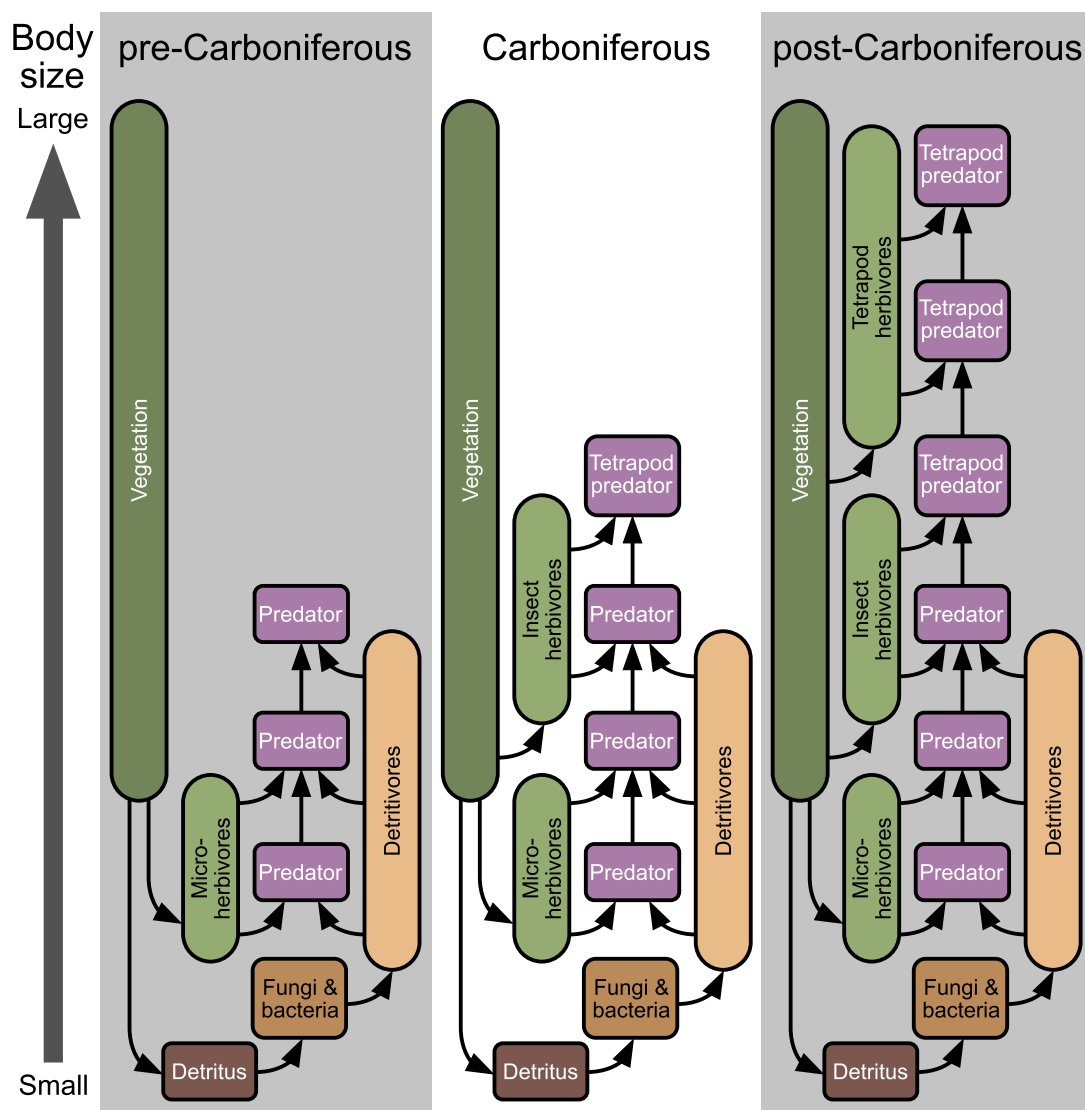 Body
size
Large
Small
pre-Carboniferous
Vegetation
Predator
Predator
Micro-
herbivores
Predator
Detritivores
Fungi &
bacteria
Detritus
Carboniferous
Vegetation
Tetrapod
predator
Insect
herbivores
Predator
Predator
Micro-
herbivores
Predator
Detritivores
Fungi &
bacteria
Detritus
post-Carboniferous
Vegetation
Tetrapod
herbivores
Tetrapod
predator
Tetrapod
predator
Tetrapod
predator
Insect
herbivores
Predator
Predator
Micro-
herbivores
Predator
Detritivores
Fungi &
bacteria
Detritus